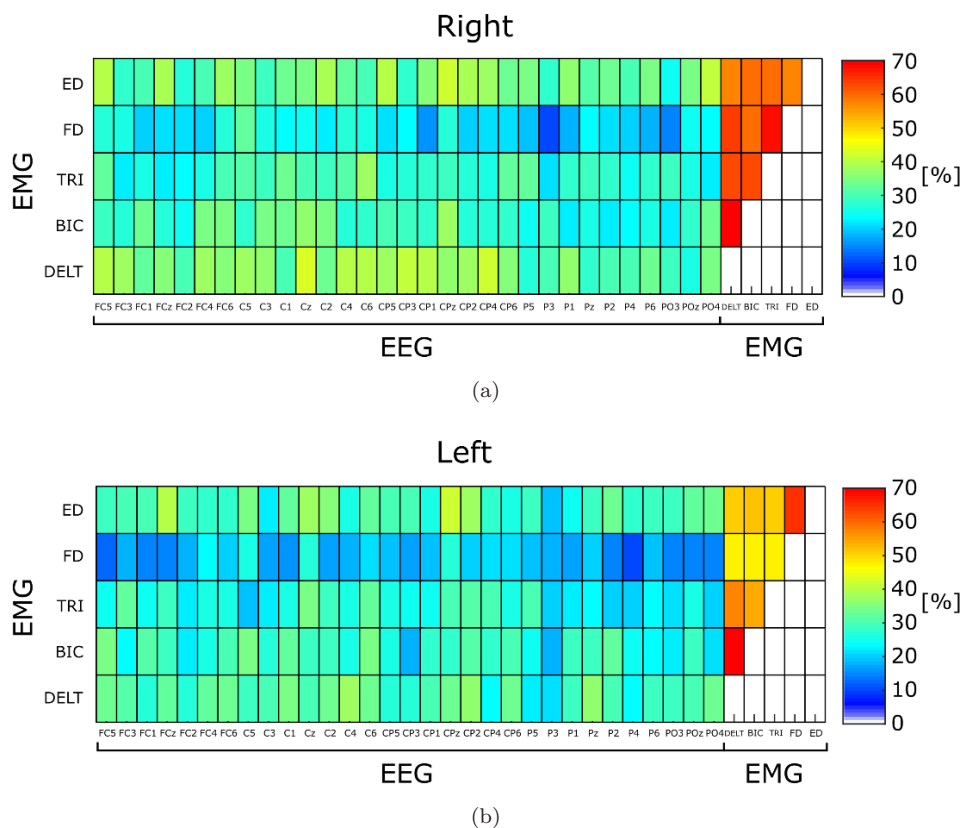 Right
EMG
ED
FD
TRI
BIC
DELT
FC5 FC3 FC1 FCz FC2 FC4 FC6 C5 C3 C1 Cz C2 C4 C6 CP5 CP3 CP1 CPz CP2 CP4 CP6 P5 P3 P1 Pz P2 P4 P6 PO3 POz PO4 DELT BIC TRI FD ED
EEG EMG
70
60
50
40
[%]
30
20
10
0
(a)
Left
EMG
ED
FD
TRI
BIC
DELT
FC5 FC3 FC1 FCz FC2 FC4 FC6 C5 C3 C1 Cz C2 C4 C6 CP5 CP3 CP1 CPz CP2 CP4 CP6 P5 P3 P1 Pz P2 P4 P6 PO3 POz PO4 DELT BIC TRI FD ED
EEG EMG
70
60
50
40
[%]
30
20
10
0
(b)